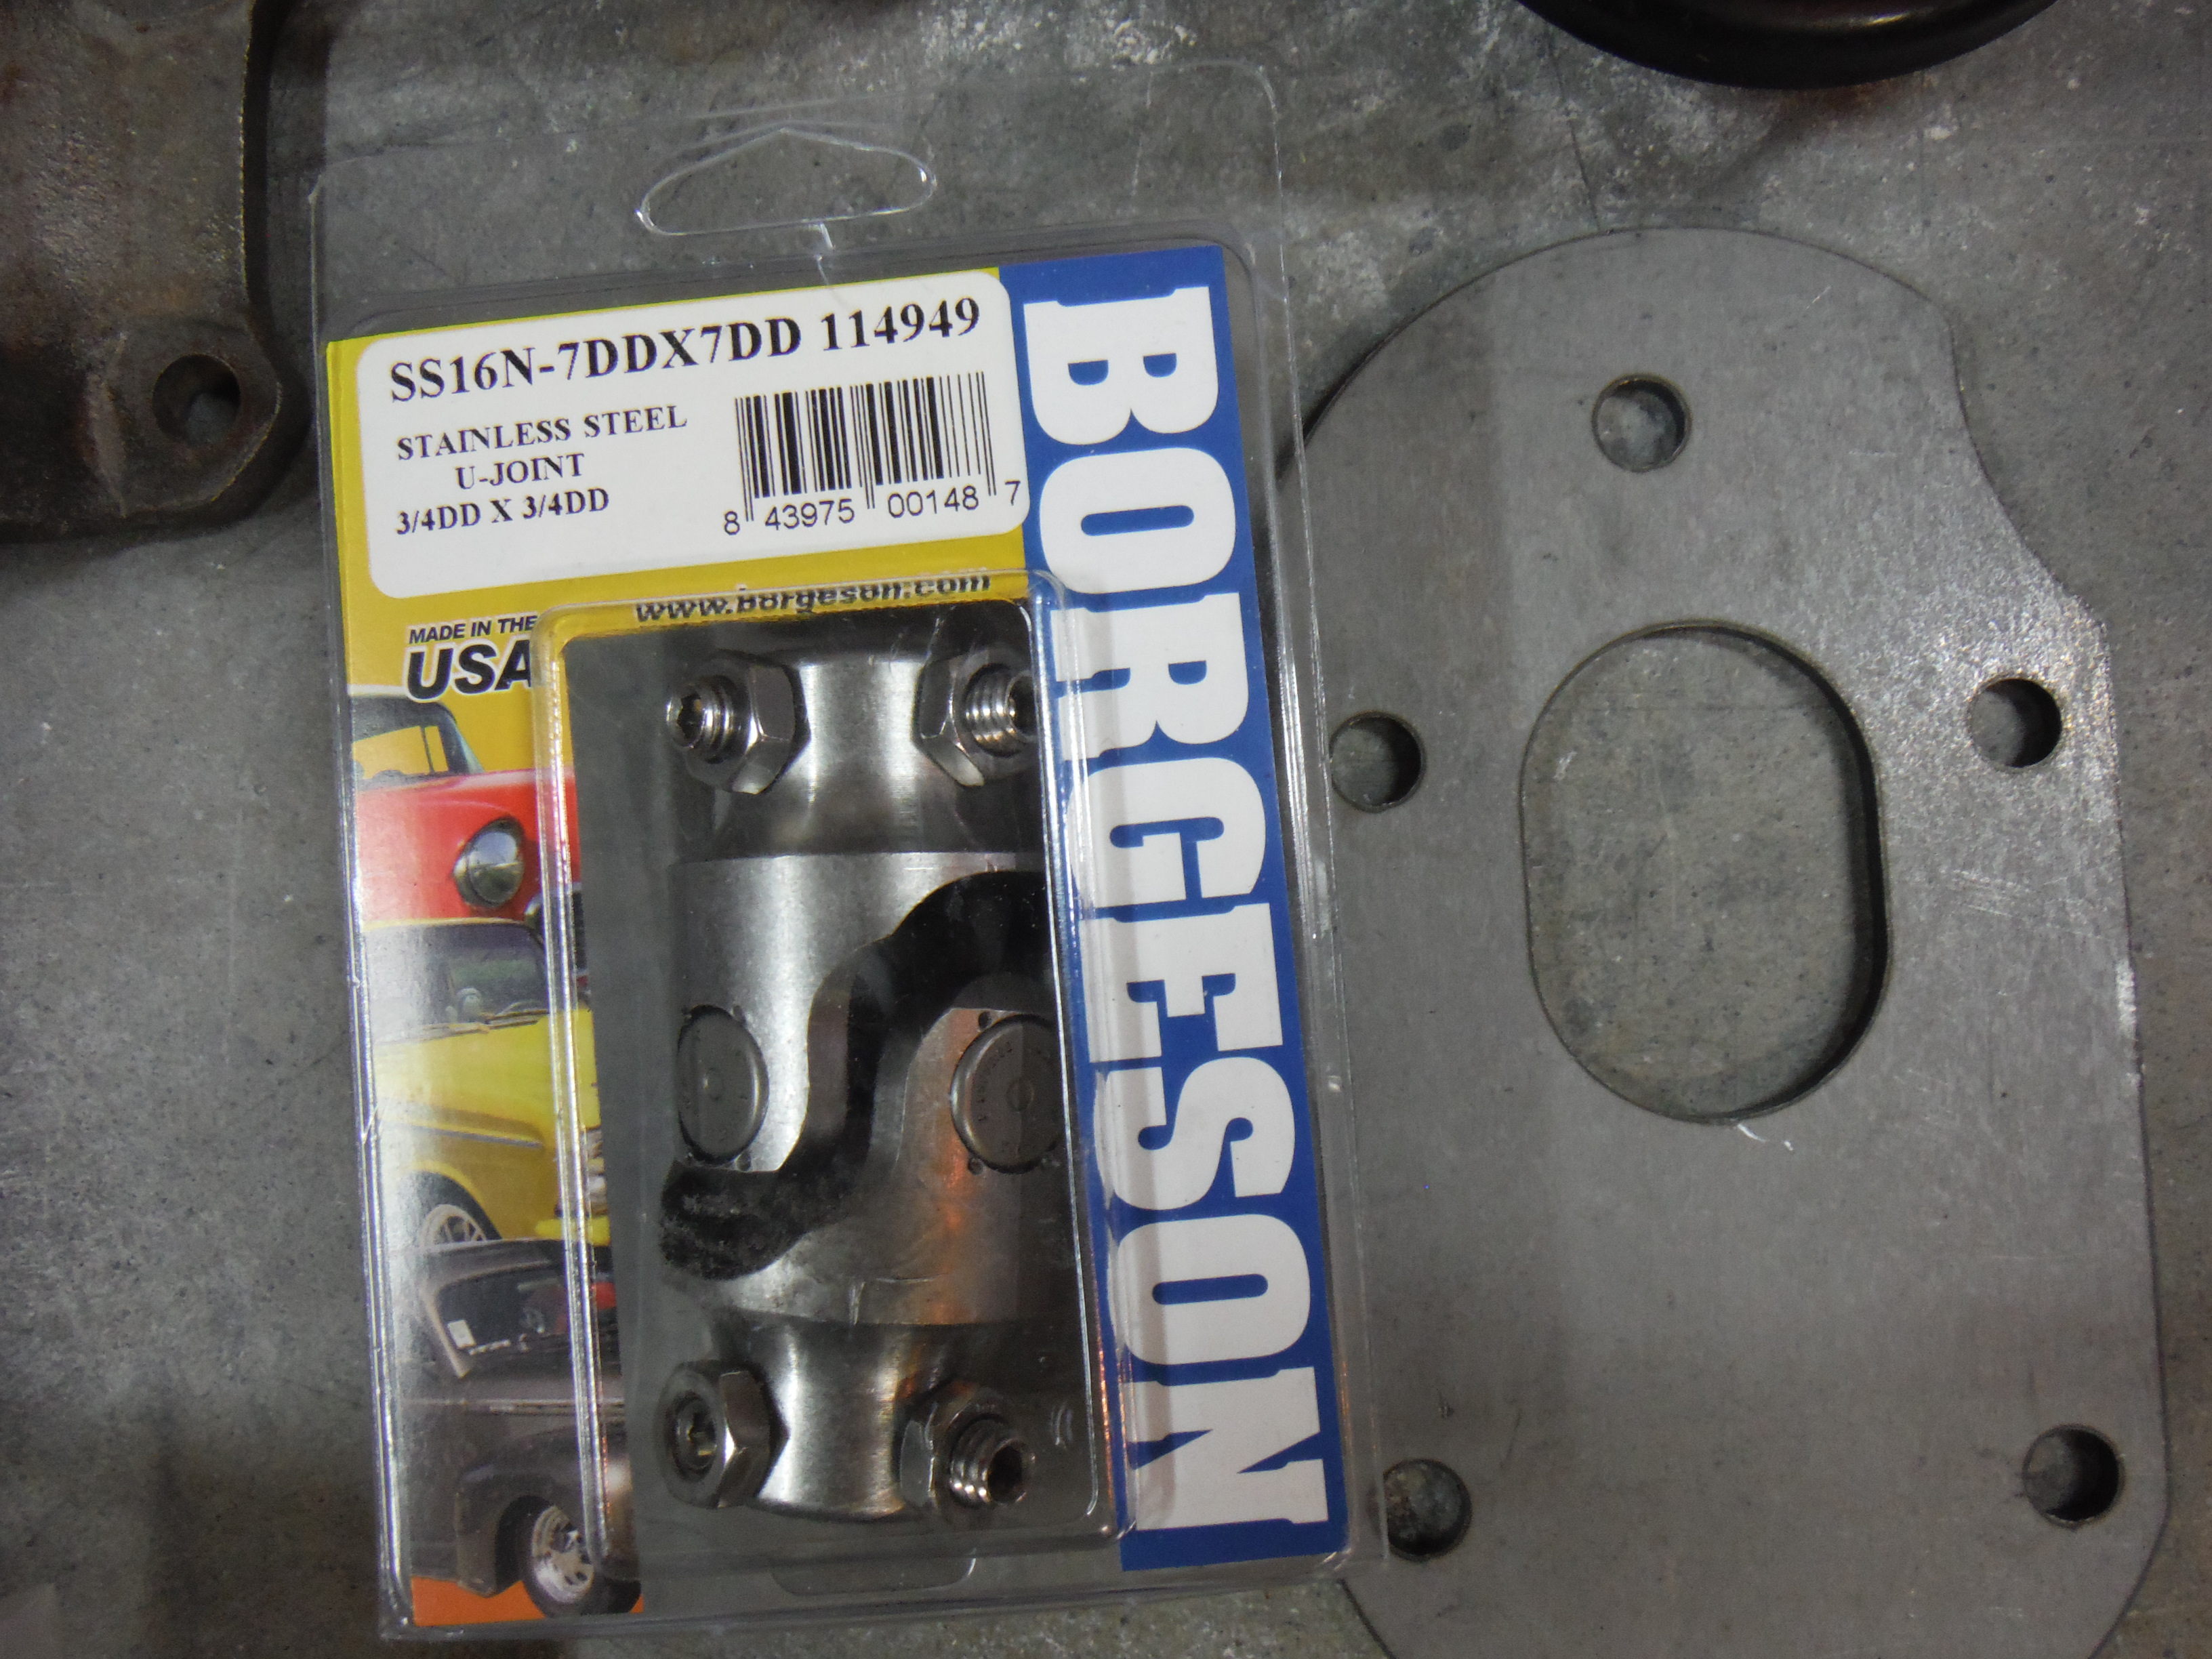 SS16N-7DDX7DD 114949
STAINLESS STEEL
U-JOINT
3/4DD X 3/4DD
8 43975 00148 7
www.borgeson.com
MADE IN THE
USA
BORGESON